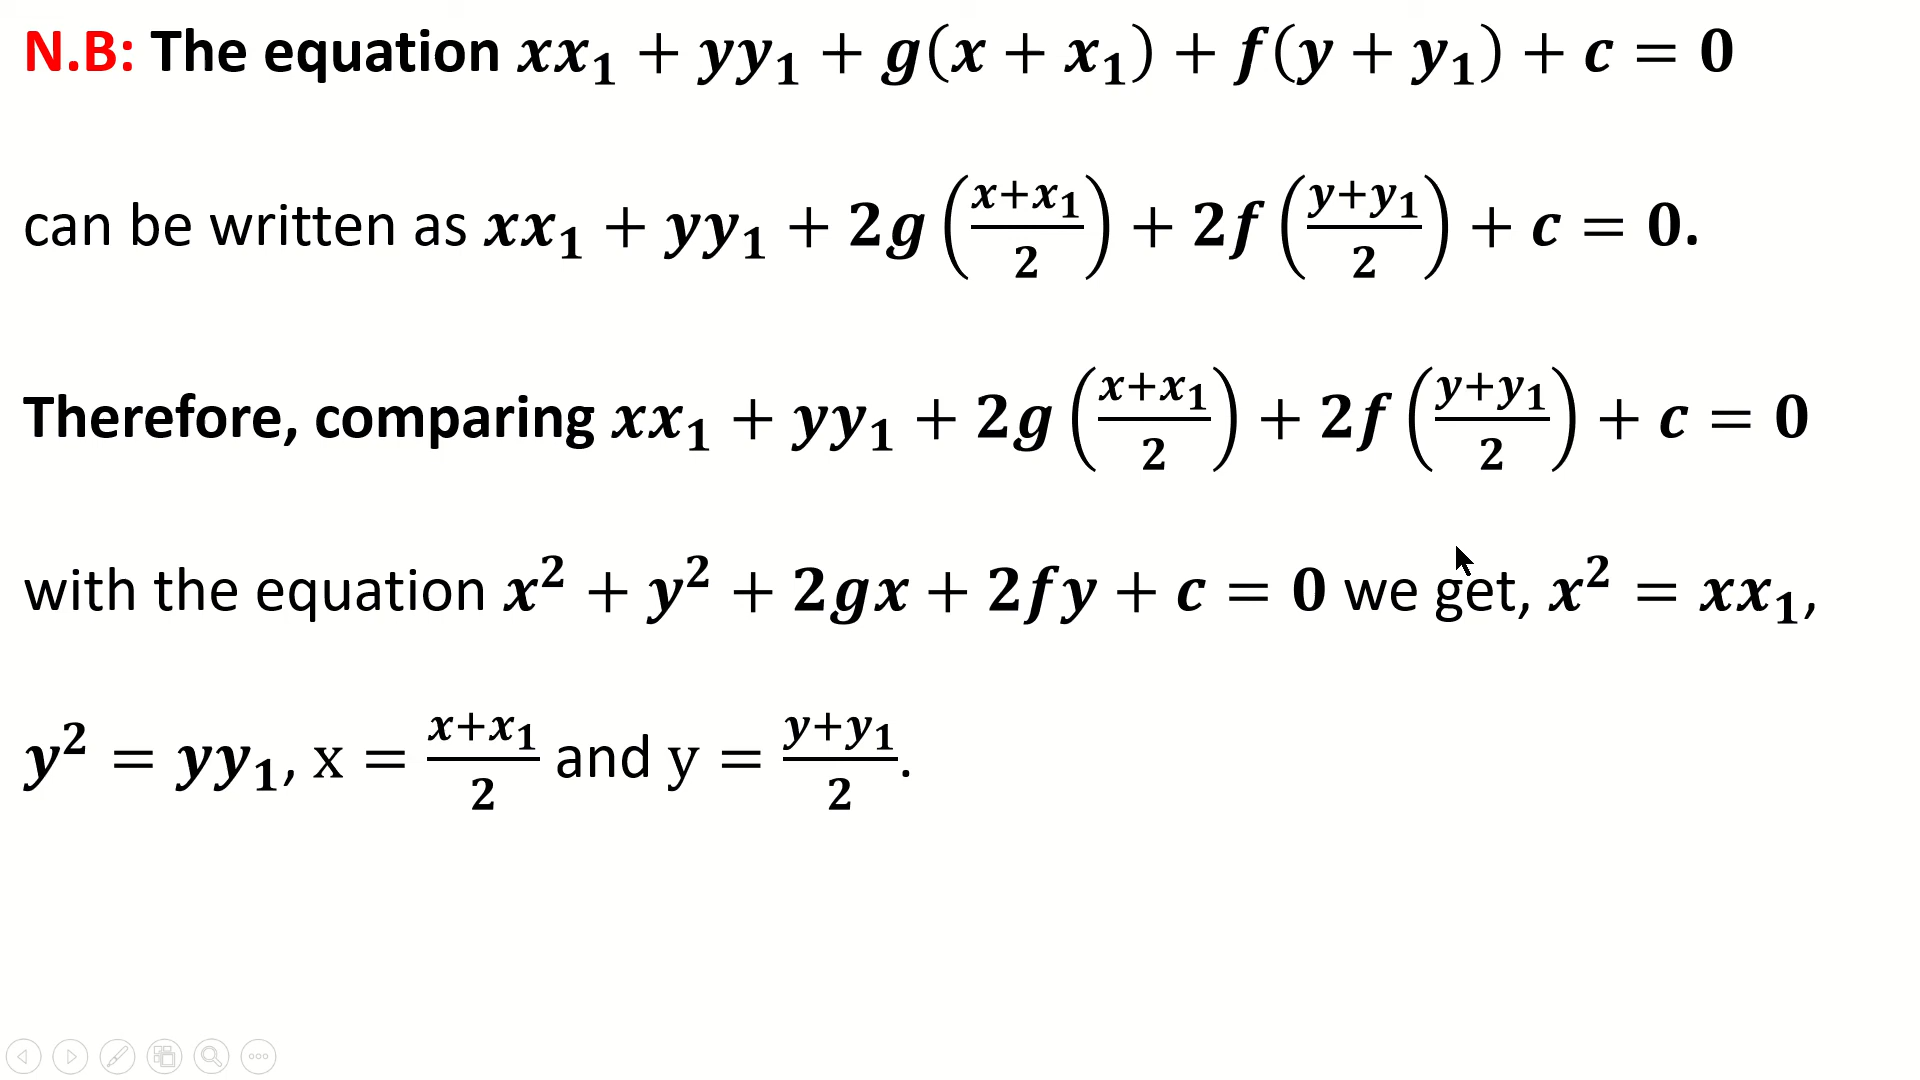 N.B: The equation xx₁ + yy₁ + g(x + x₁) + f(y + y₁) + c = 0
can be written as xx₁ + yy₁ + 2g((x+x₁)/2) + 2f((y+y₁)/2) + c = 0.
Therefore, comparing xx₁ + yy₁ + 2g((x+x₁)/2) + 2f((y+y₁)/2) + c = 0
with the equation x² + y² + 2gx + 2fy + c = 0 we get, x² = xx₁,
y² = yy₁, x = (x+x₁)/2 and y = (y+y₁)/2.